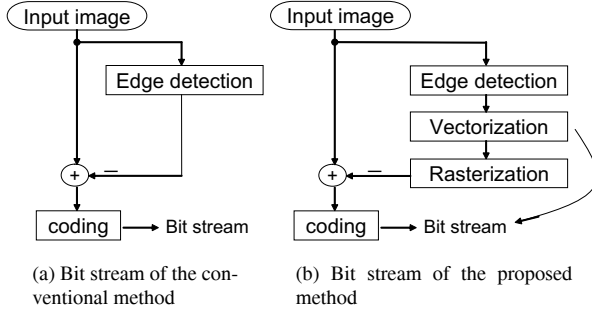 Input image
Edge detection
+
−
coding
Bit stream
(a) Bit stream of the con-
ventional method
Input image
Edge detection
Vectorization
Rasterization
+
−
coding
Bit stream
(b) Bit stream of the proposed
method